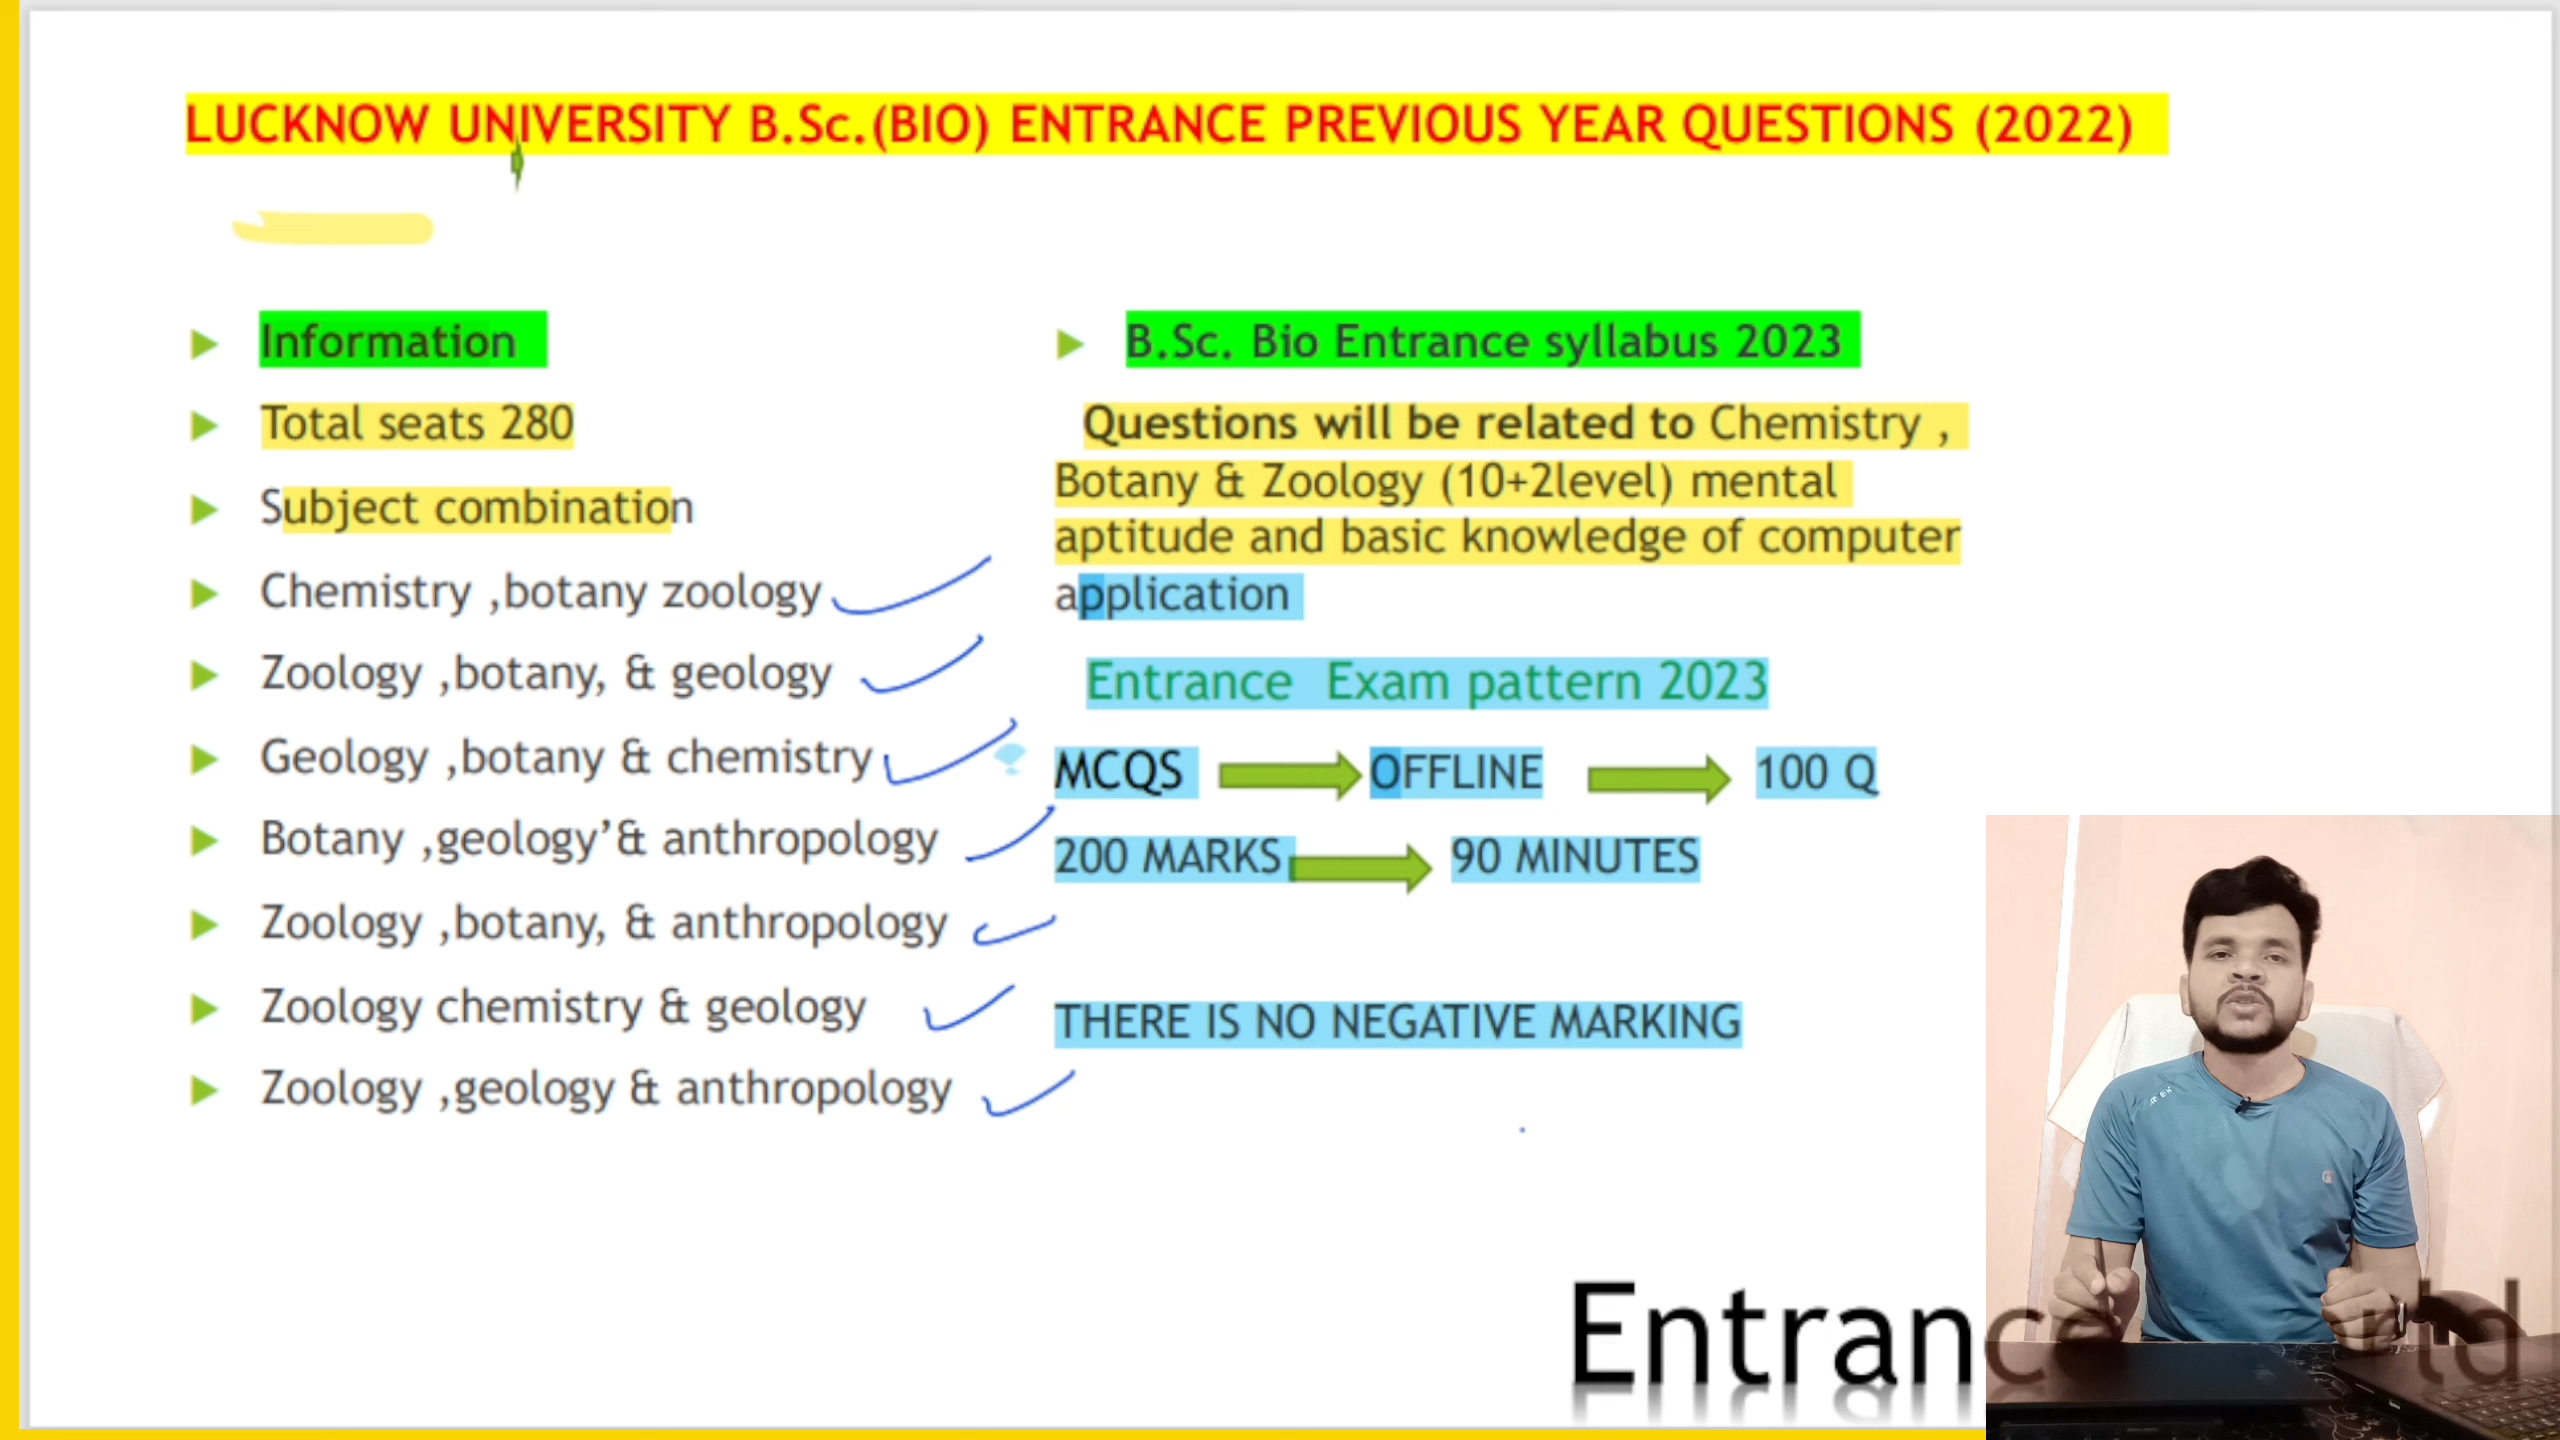 LUCKNOW UNIVERSITY B.Sc.(BIO) ENTRANCE PREVIOUS YEAR QUESTIONS (2022)
Information
Total seats 280
Subject combination
Chemistry ,botany zoology
Zoology ,botany, & geology
Geology ,botany & chemistry
Botany ,geology’& anthropology
Zoology ,botany, & anthropology
Zoology chemistry & geology
Zoology ,geology & anthropology
B.Sc. Bio Entrance syllabus 2023
Questions will be related to Chemistry ,
Botany & Zoology (10+2level) mental
aptitude and basic knowledge of computer
application
Entrance Exam pattern 2023
MCQS OFFLINE 100 Q
200 MARKS 90 MINUTES
THERE IS NO NEGATIVE MARKING
Entrance